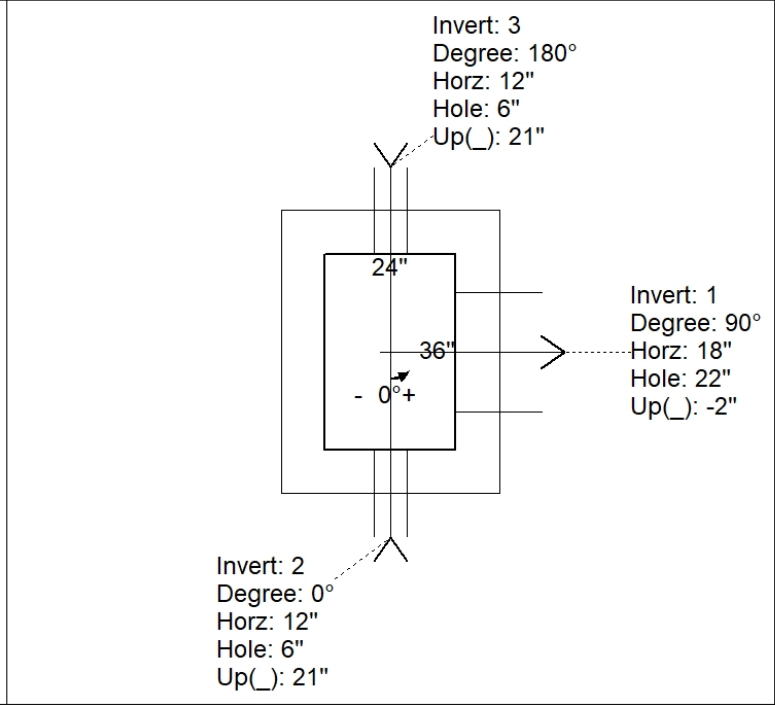 Invert: 3
Degree: 180°
Horz: 12"
Hole: 6"
Up(_): 21"
24"
36"
- 0°+
Invert: 1
Degree: 90°
Horz: 18"
Hole: 22"
Up(_): -2"
Invert: 2
Degree: 0°
Horz: 12"
Hole: 6"
Up(_): 21"